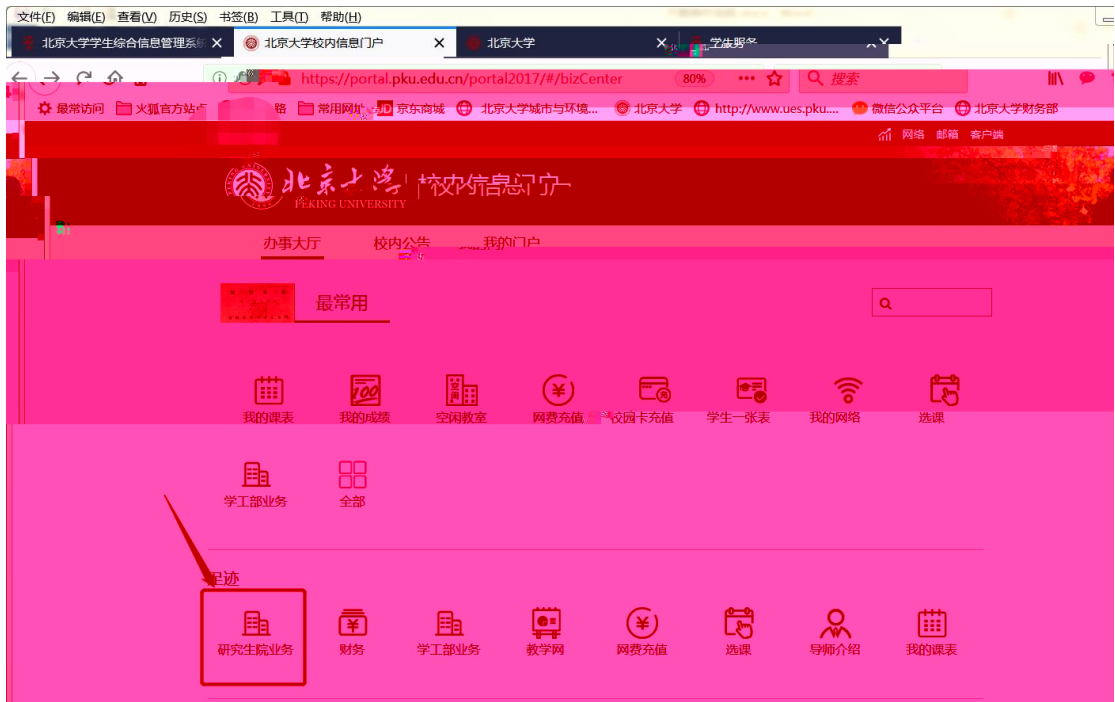 文件(F) 编辑(E) 查看(V) 历史(S) 书签(B) 工具(T) 帮助(H)
北京大学学生综合信息管理系统 × 北京大学校内信息门户 × 北京大学 × 学生服务 ×
https://portal.pku.edu.cn/portal2017/#/bizCenter 80% 搜索
最常访问 火狐官方站点 常用网址 JD 京东商城 北京大学城市与环境... 北京大学 http://www.ues.pku.... 微信公众平台 北京大学财务部
网络 邮箱 客户端
北京大学 校内信息门户
PEKING UNIVERSITY
办事大厅 校内公告 我的门户
最常用
我的课表 我的成绩 空闲教室 网费充值 校园卡充值 学生一张表 我的网络 选课
学工部业务 全部
足迹
研究生院业务 财务 学工部业务 教学网 网费充值 选课 导师介绍 我的课表